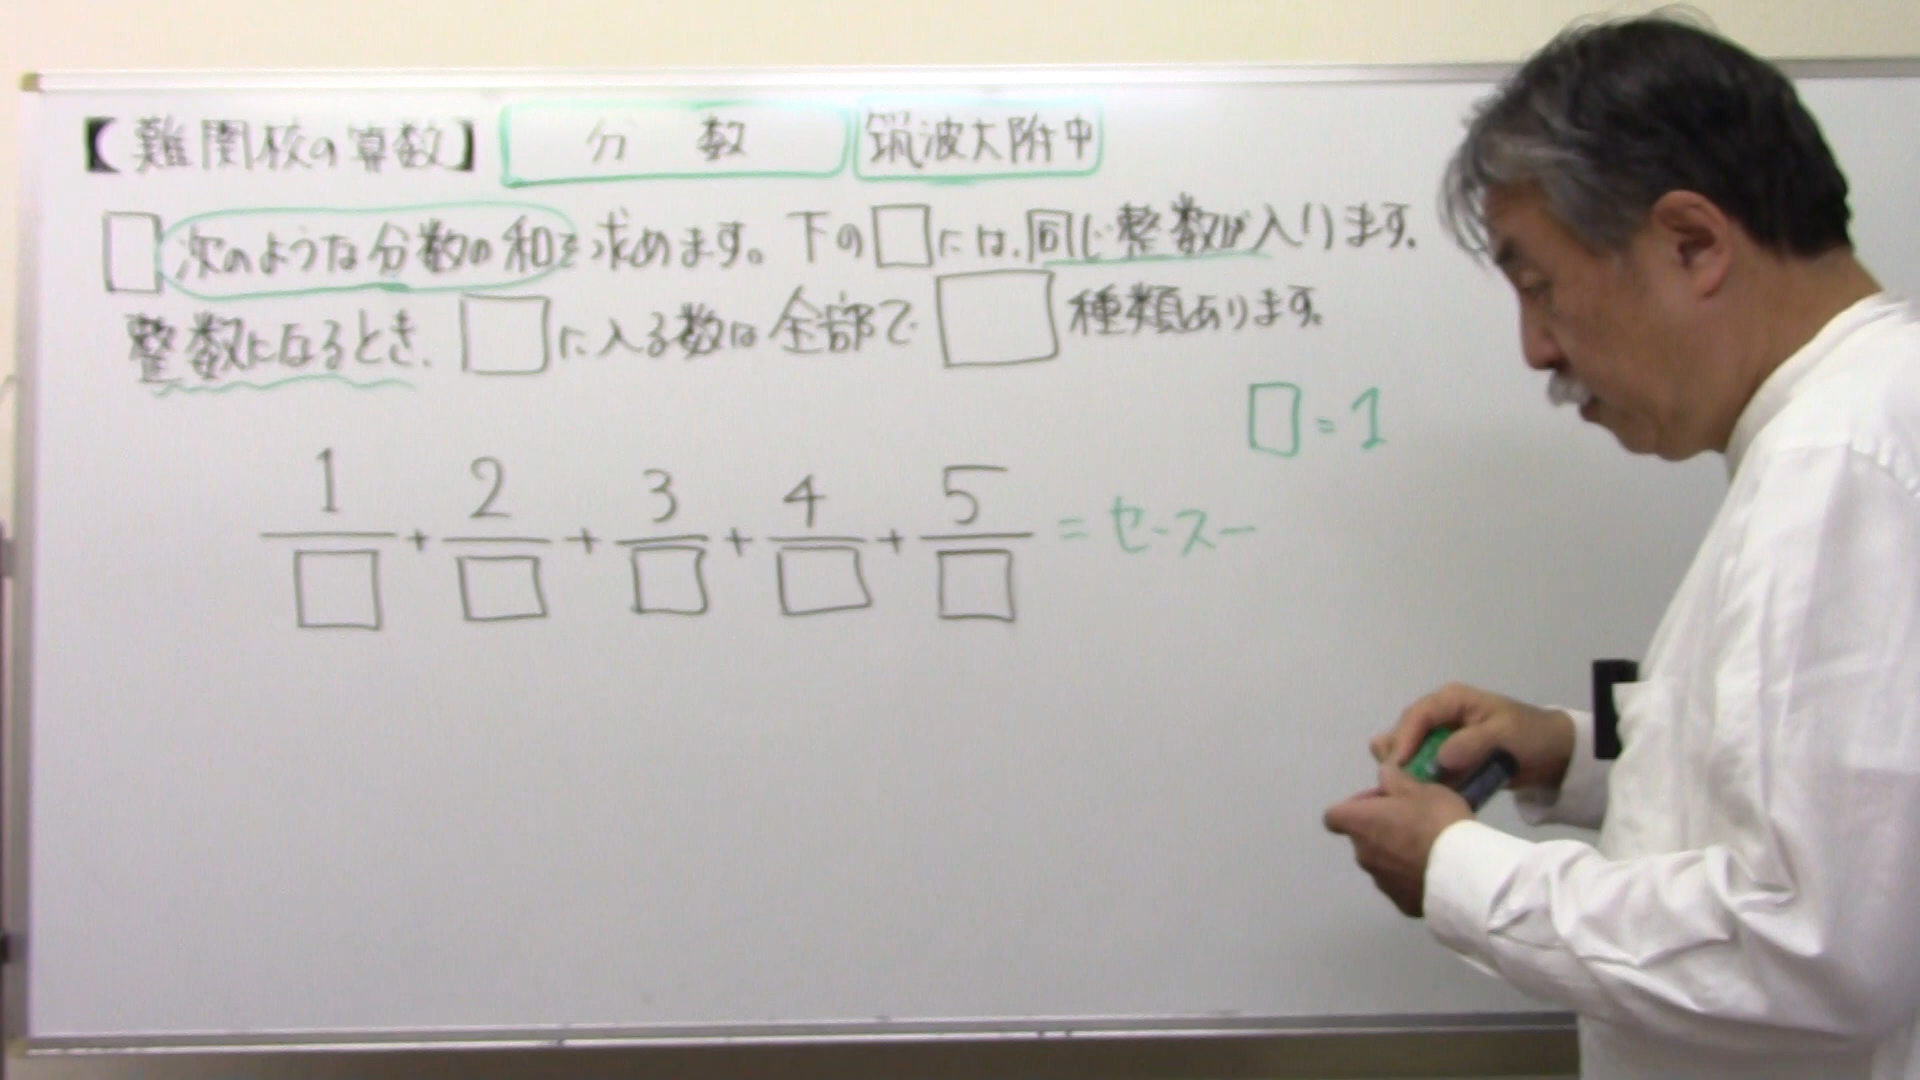 【難関校の算数】 分 数 筑波大附中
□ 次のような分数の和を求めます。下の□には、同じ整数が入ります。
整数になるとき、□に入る数は全部で□種類あります。
□=1
1/□ + 2/□ + 3/□ + 4/□ + 5/□ = セースー